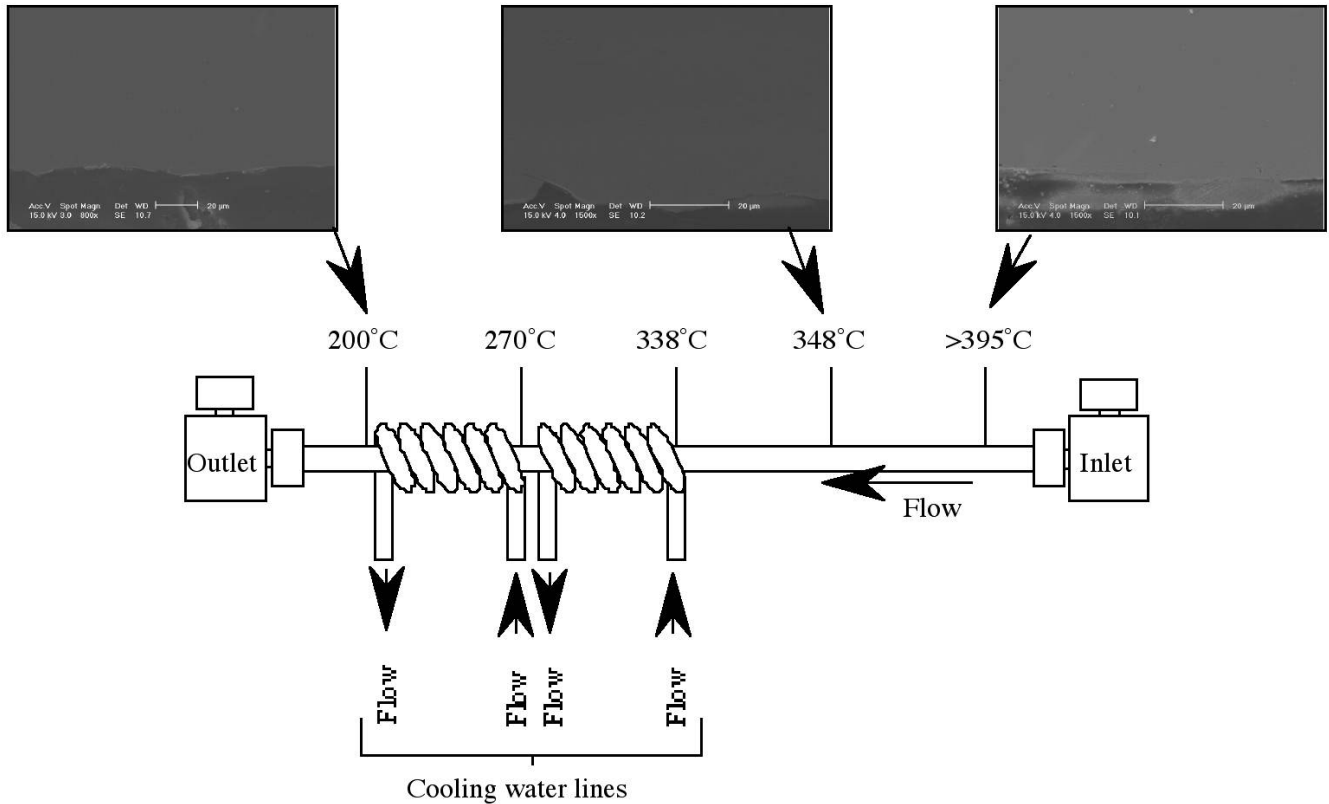 Acc.V Spot Magn Det WD 20 µm
15.0 kV 3.0 800x SE 10.7
Acc.V Spot Magn Det WD 20 µm
15.0 kV 4.0 1500x SE 10.2
Acc.V Spot Magn Det WD 20 µm
15.0 kV 4.0 1500x SE 10.1
200°C 270°C 338°C 348°C >395°C
Outlet
Inlet
Flow
Flow
Flow
Flow
Flow
Cooling water lines